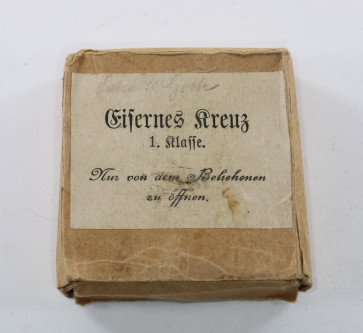 Eisernes Kreuz
1. Klasse.
Nur von dem Beliehenen
zu öffnen.